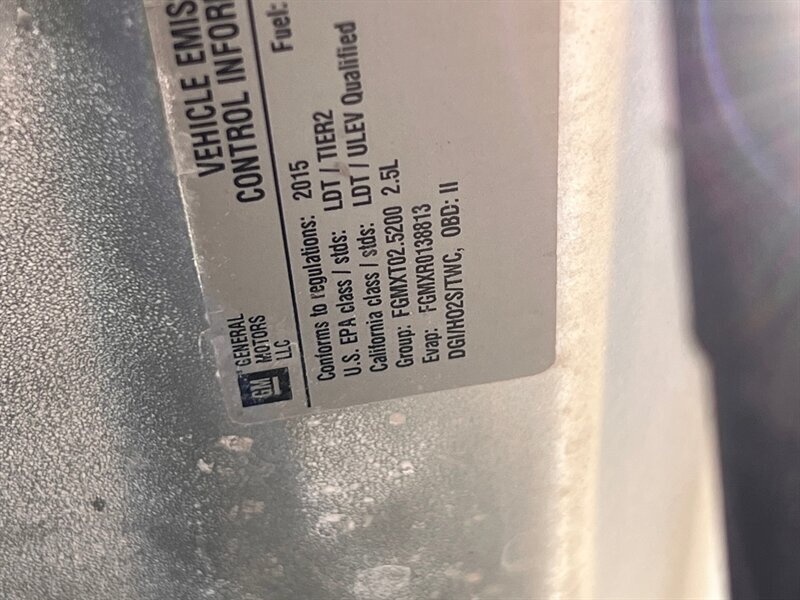 VEHICLE EMIS
CONTROL INFOR
GM
GENERAL
MOTORS
LLC
Fuel:
Conforms to regulations: 2015
U.S. EPA class / stds: LDT / TIER2
California class / stds: LDT / ULEV Qualified
Group: FGMXT02.5200 2.5L
Evap: FGMXR0138813
DGI/HO2S/TWC, OBD: II